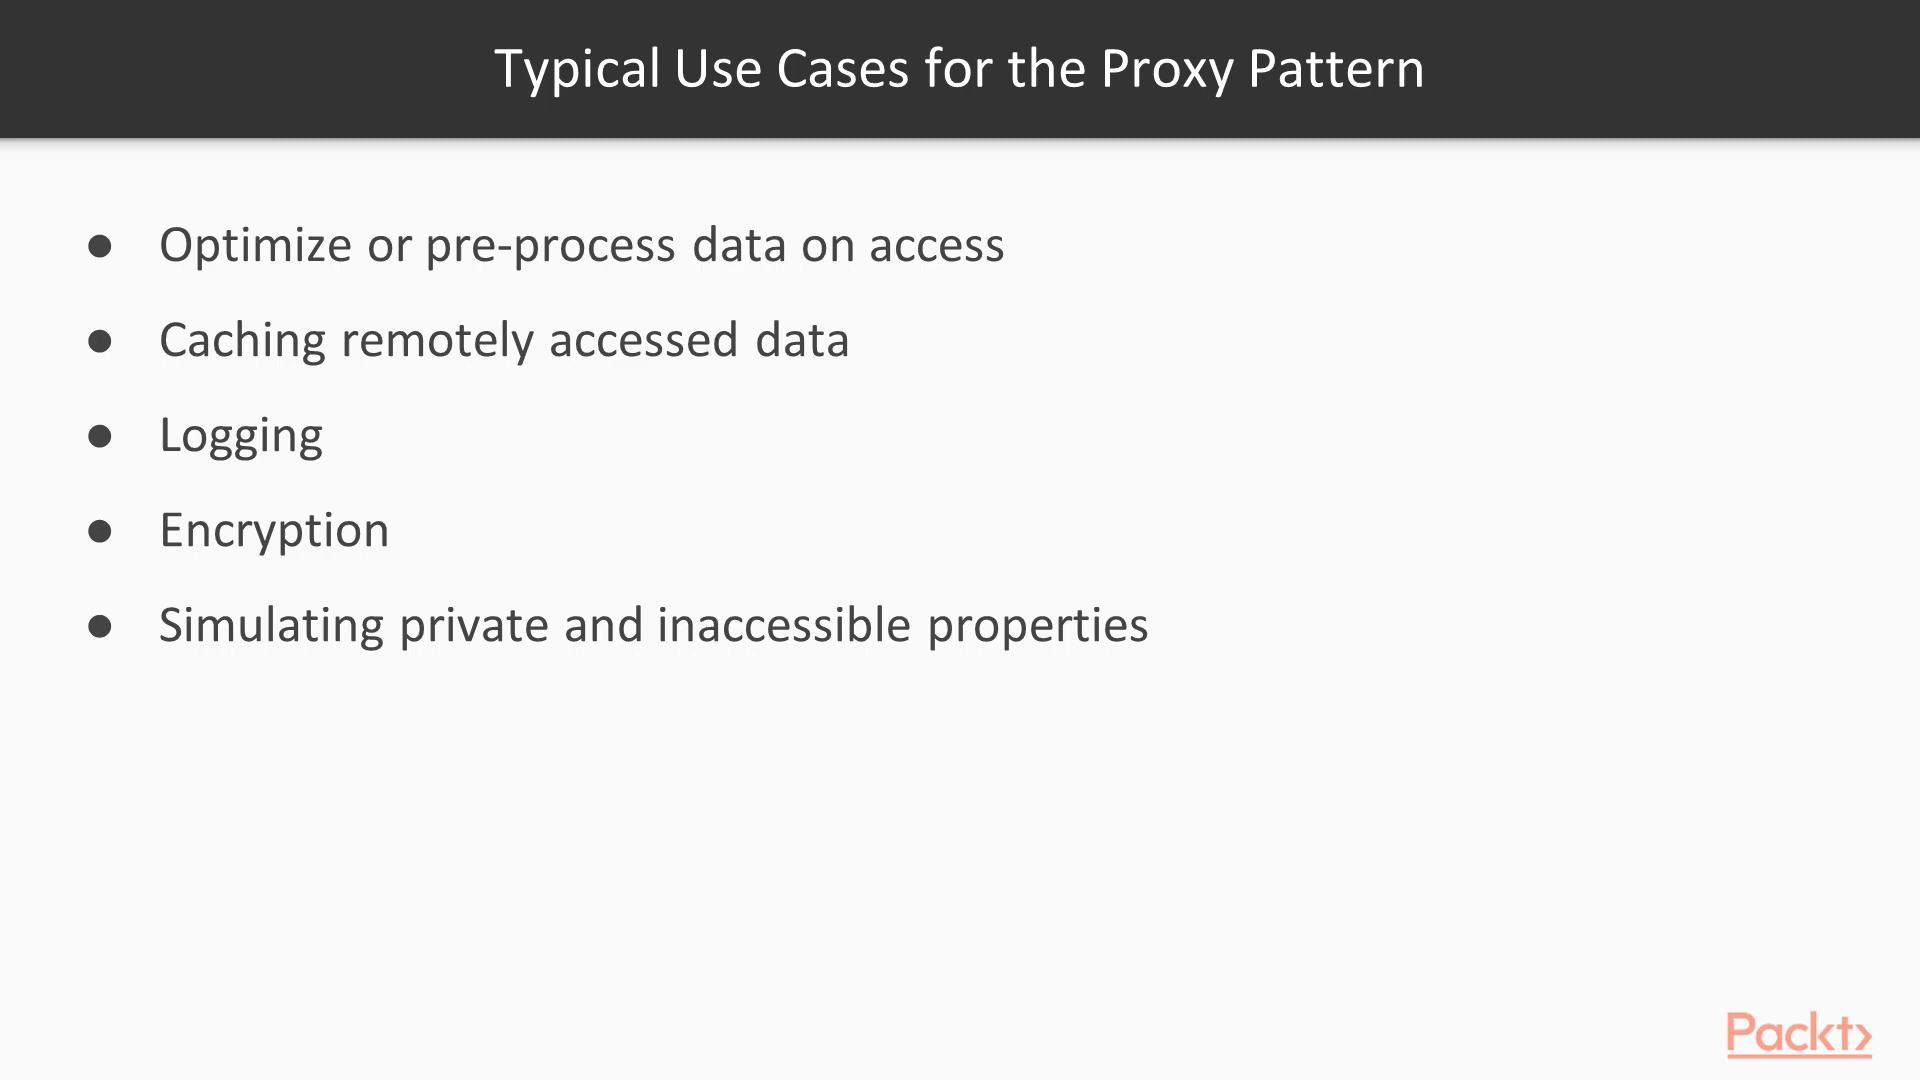 Typical Use Cases for the Proxy Pattern
● Optimize or pre-process data on access
● Caching remotely accessed data
● Logging
● Encryption
● Simulating private and inaccessible properties
Packt>